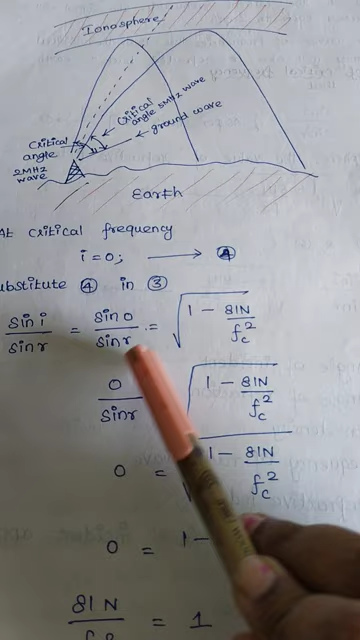 Ionosphere
Critical
angle 5MHz wave
ground wave
Critical
angle
2MHz
wave
Earth
At critical frequency
i = 0; → ④
substitute ④ in ③
sin i / sin r = sin 0 / sin r = √(1 − 81N / fc²)
0 / sin r √(1 − 81N / fc²)
0 = √(1 − 81N / fc²)
0 = 1 −
81N / = 1